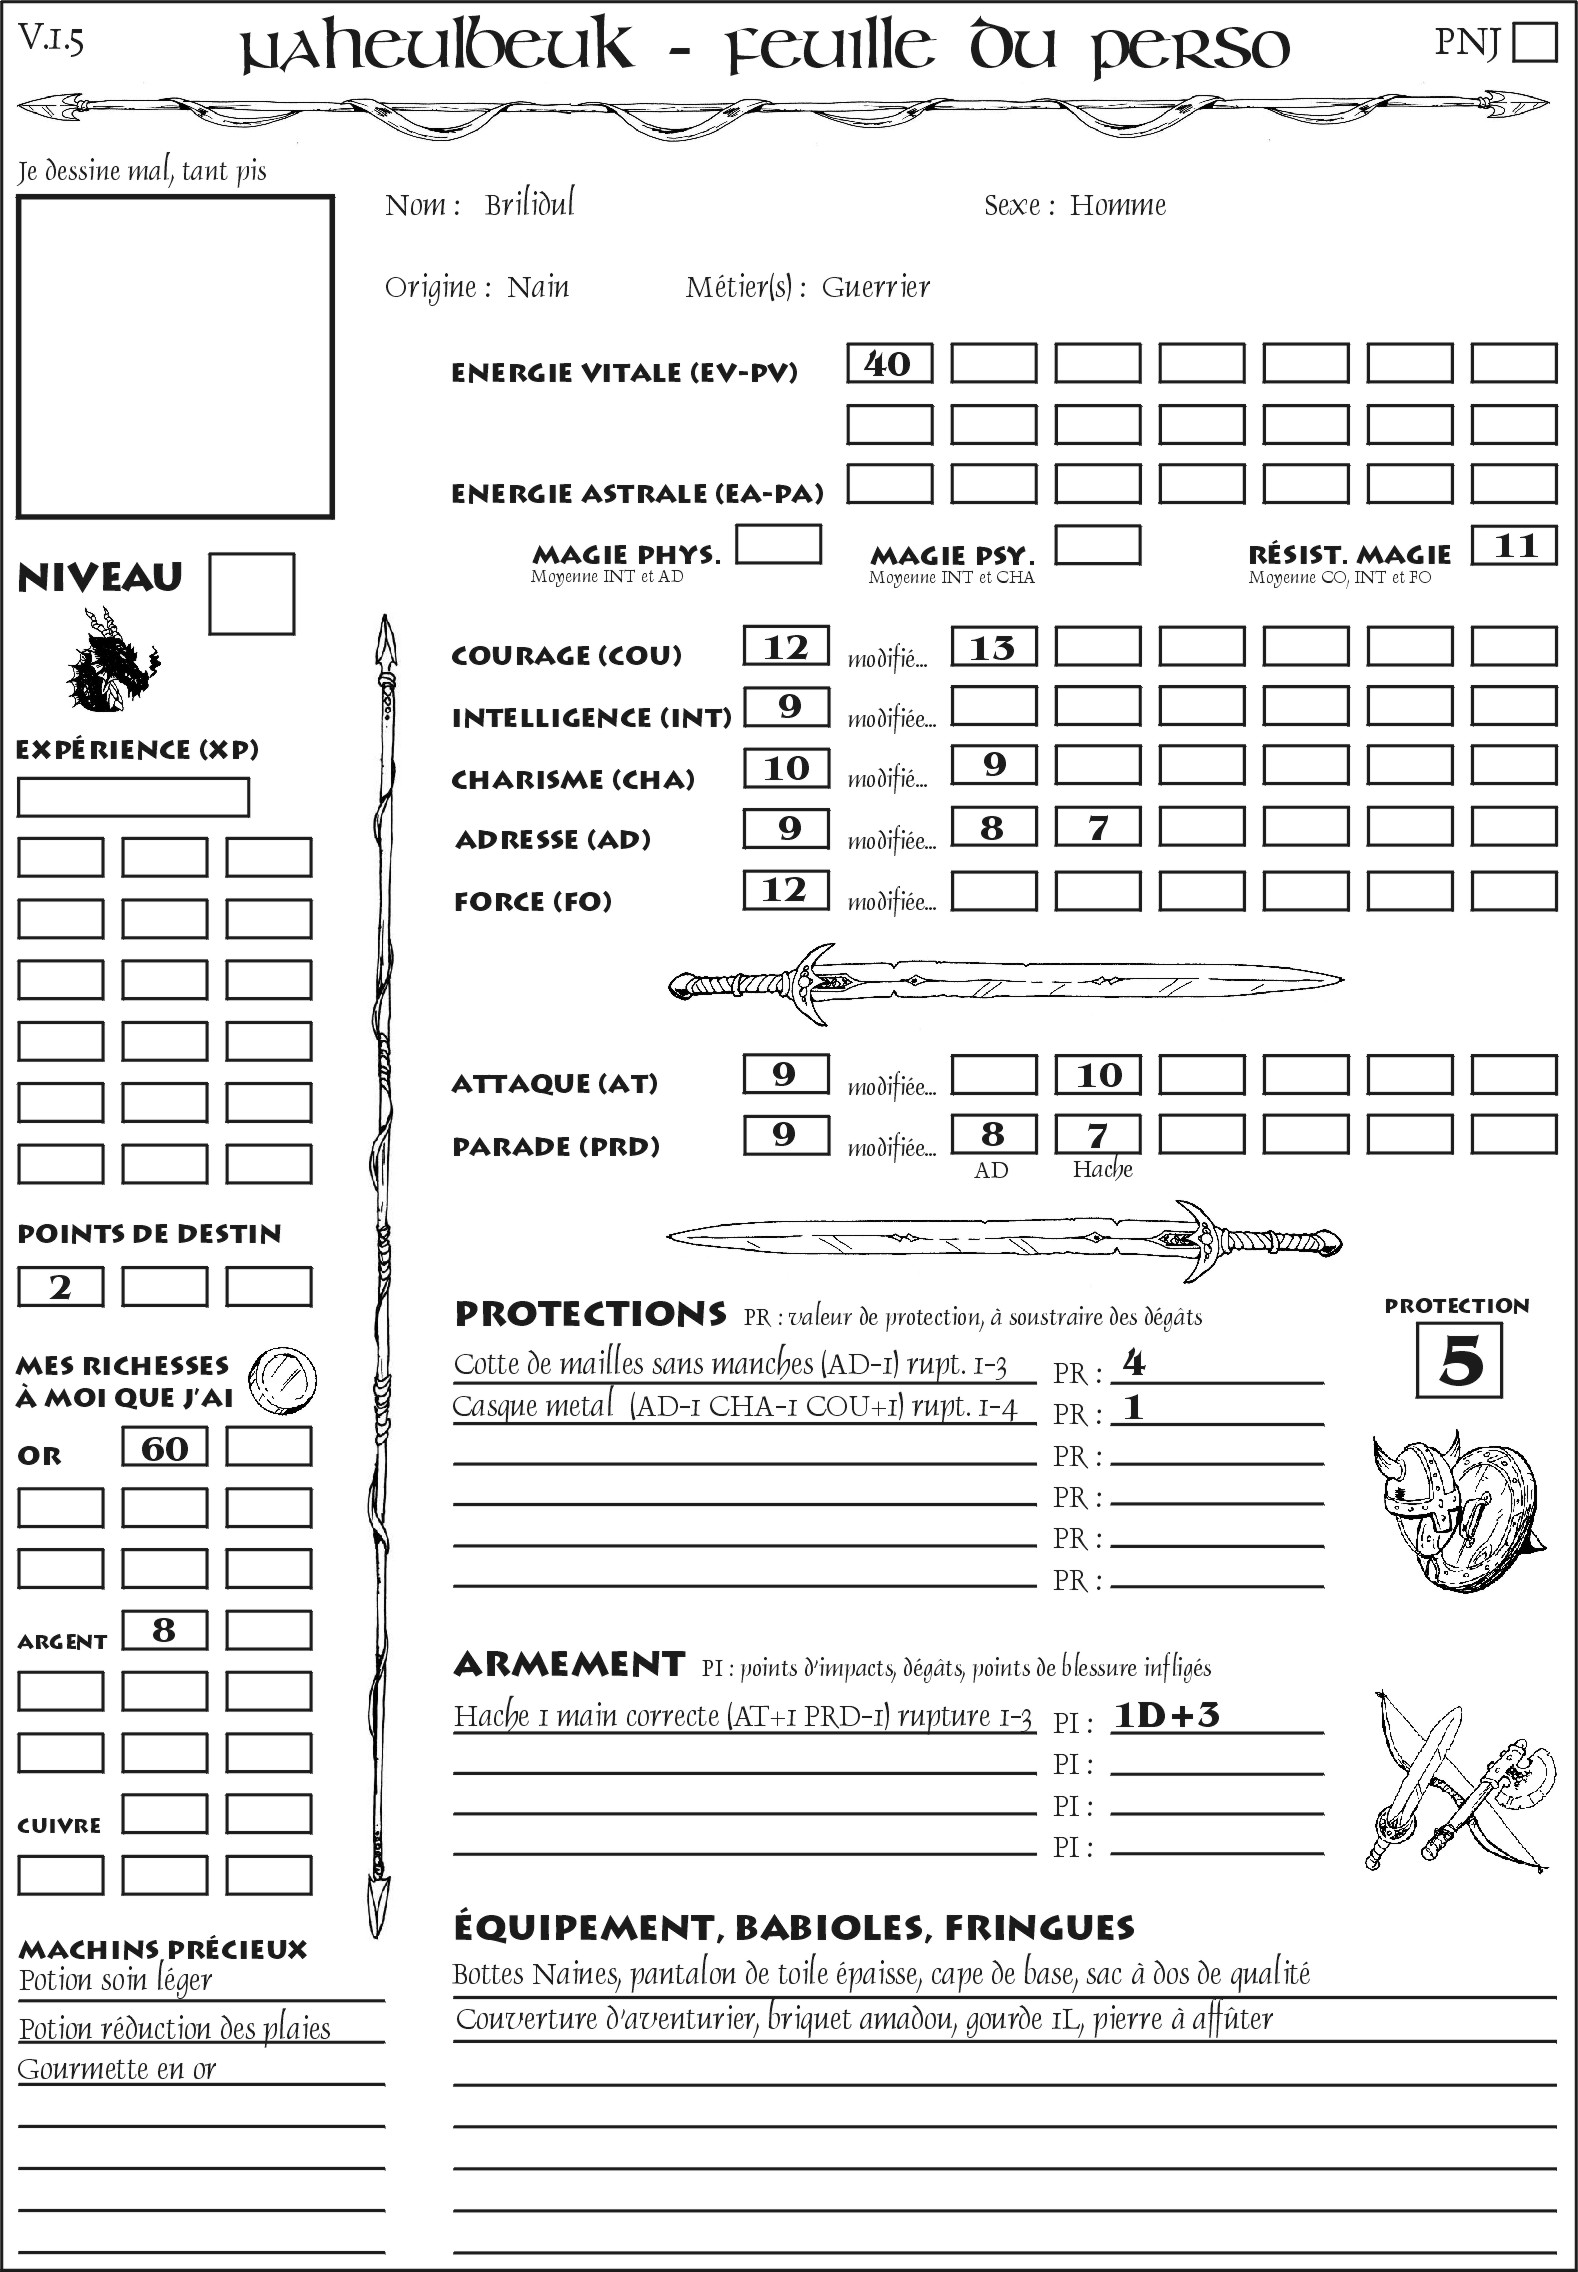 V.1.5
Naheulbeuk - Feuille du perso
PNJ
Je dessine mal, tant pis
Nom : Brilidul
Sexe : Homme
Origine : Nain
Métier(s) : Guerrier
ENERGIE VITALE (EV-PV) 40
ENERGIE ASTRALE (EA-PA)
MAGIE PHYS.
Moyenne INT et AD
MAGIE PSY.
Moyenne INT et CHA
RÉSIST. MAGIE 11
Moyenne CO, INT et FO
NIVEAU
COURAGE (COU) 12 modifié... 13
INTELLIGENCE (INT) 9 modifiée...
CHARISME (CHA) 10 modifié... 9
ADRESSE (AD) 9 modifiée... 8 7
FORCE (FO) 12 modifiée...
EXPÉRIENCE (XP)
ATTAQUE (AT) 9 modifiée... 10
PARADE (PRD) 9 modifiée... 8 7
AD Hache
POINTS DE DESTIN
2
MES RICHESSES
À MOI QUE J'AI
OR 60
ARGENT 8
CUIVRE
MACHINS PRÉCIEUX
Potion soin léger
Potion réduction des plaies
Gourmette en or
PROTECTIONS PR : valeur de protection, à soustraire des dégâts
PROTECTION
5
Cotte de mailles sans manches (AD-1) rupt. 1-3 PR : 4
Casque metal (AD-1 CHA-1 COU+1) rupt. 1-4 PR : 1
PR :
PR :
PR :
PR :
ARMEMENT PI : points d'impacts, dégâts, points de blessure infligés
Hache 1 main correcte (AT+1 PRD-1) rupture 1-3 PI : 1D+3
PI :
PI :
PI :
ÉQUIPEMENT, BABIOLES, FRINGUES
Bottes Naines, pantalon de toile épaisse, cape de base, sac à dos de qualité
Couverture d'aventurier, briquet amadou, gourde 1L, pierre à affûter